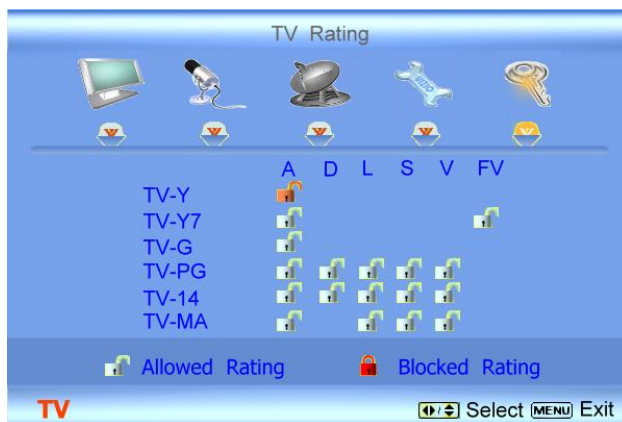 TV Rating
VIZIO
A D L S V FV
TV-Y
TV-Y7
TV-G
TV-PG
TV-14
TV-MA
Allowed Rating Blocked Rating
TV / Select MENU Exit